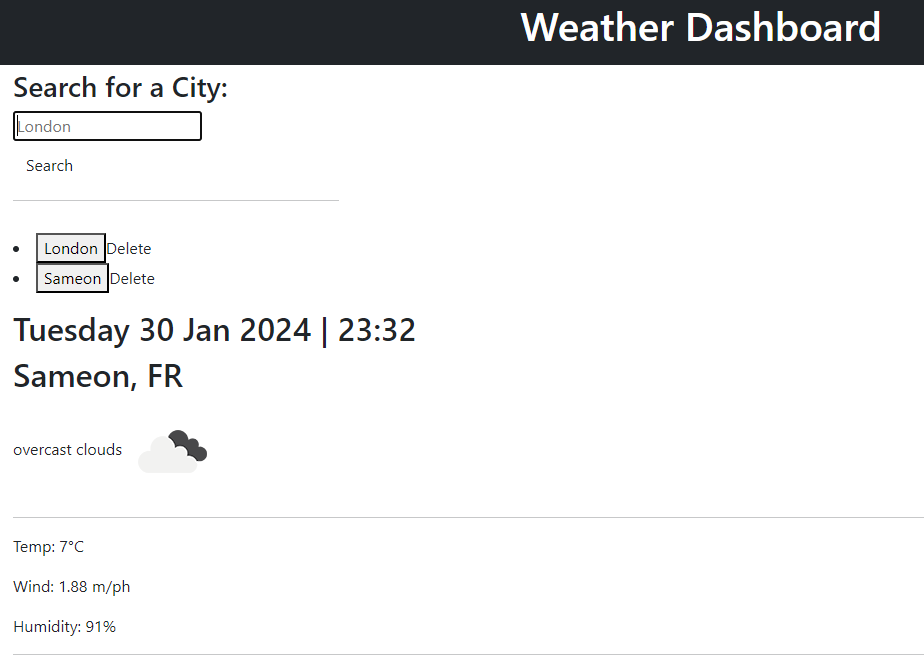 Weather Dashboard
Search for a City:
London
Search
London Delete
Sameon Delete
Tuesday 30 Jan 2024 | 23:32
Sameon, FR
overcast clouds
Temp: 7°C
Wind: 1.88 m/ph
Humidity: 91%